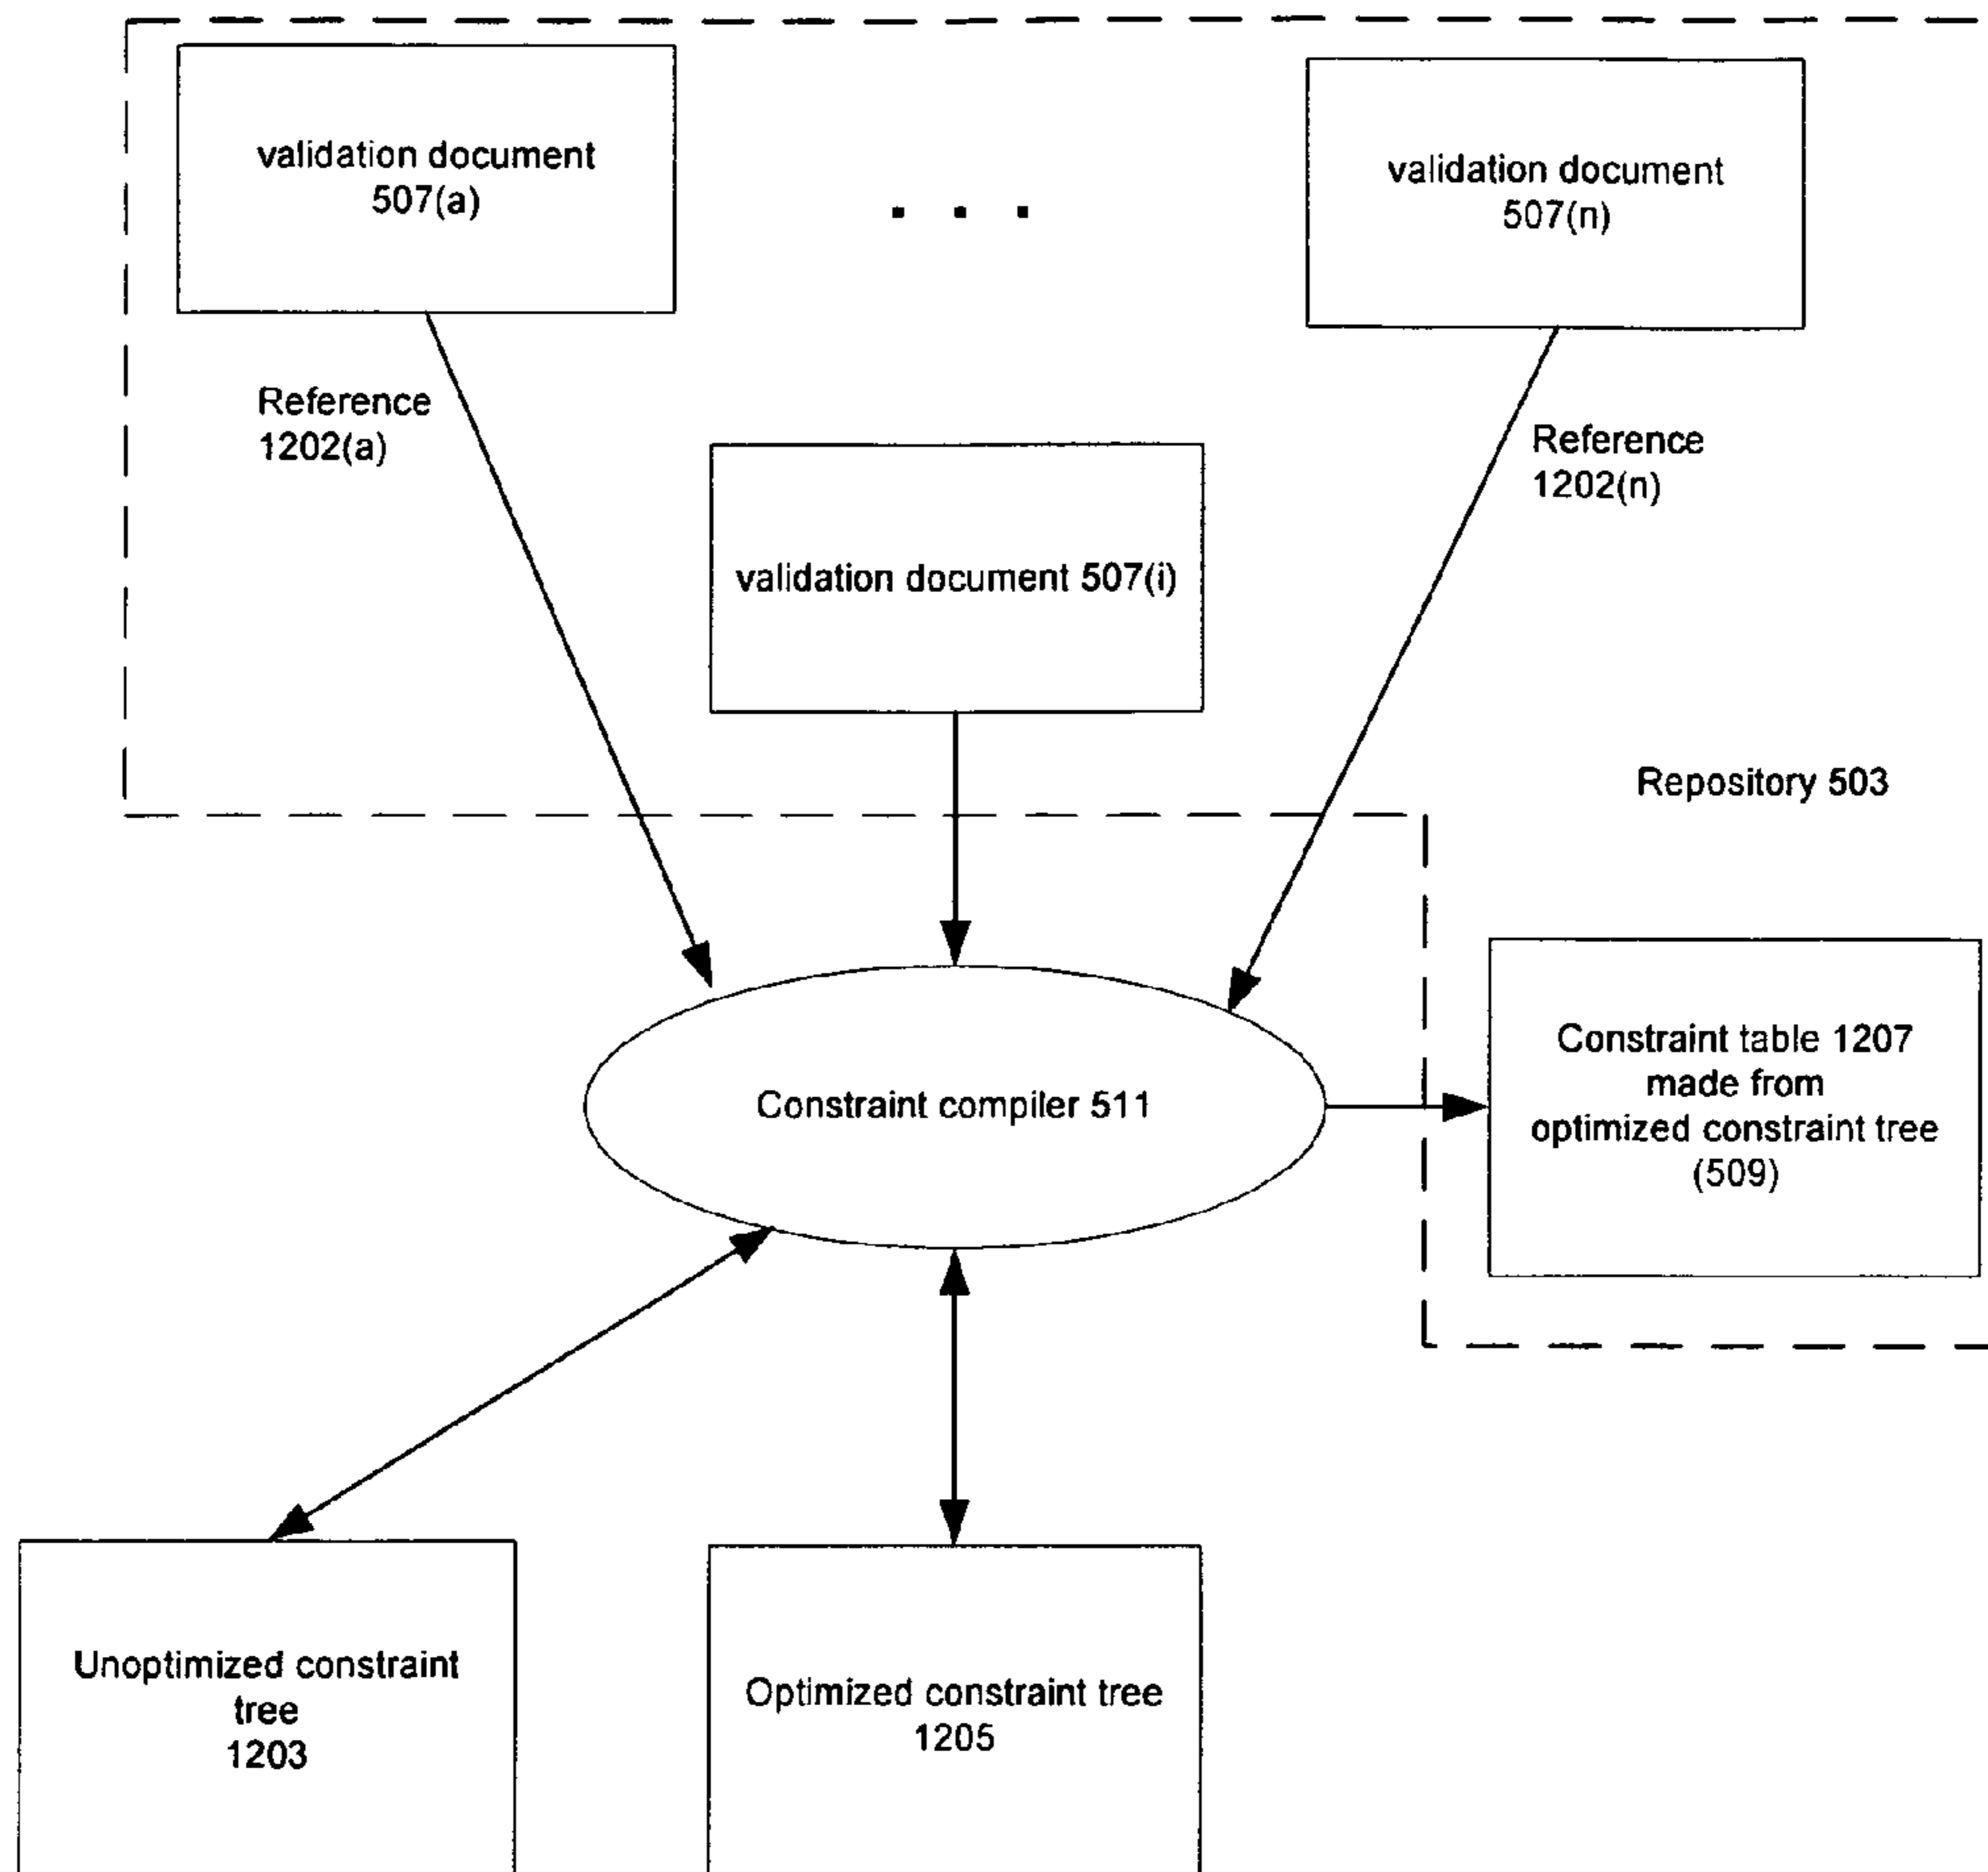 validation document
507(a)
validation document
507(n)
. . .
Reference
1202(a)
Reference
1202(n)
validation document 507(i)
Repository 503
Constraint compiler 511
Constraint table 1207
made from
optimized constraint tree
(509)
Unoptimized constraint
tree
1203
Optimized constraint tree
1205